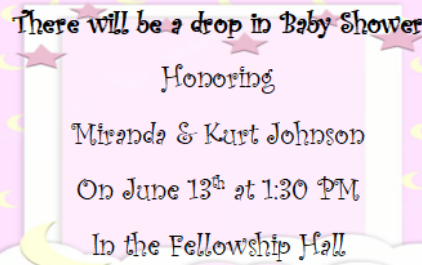 There will be a drop in Baby Shower
Honoring
Miranda & Kurt Johnson
On June 13th at 1:30 PM
In the Fellowship Hall